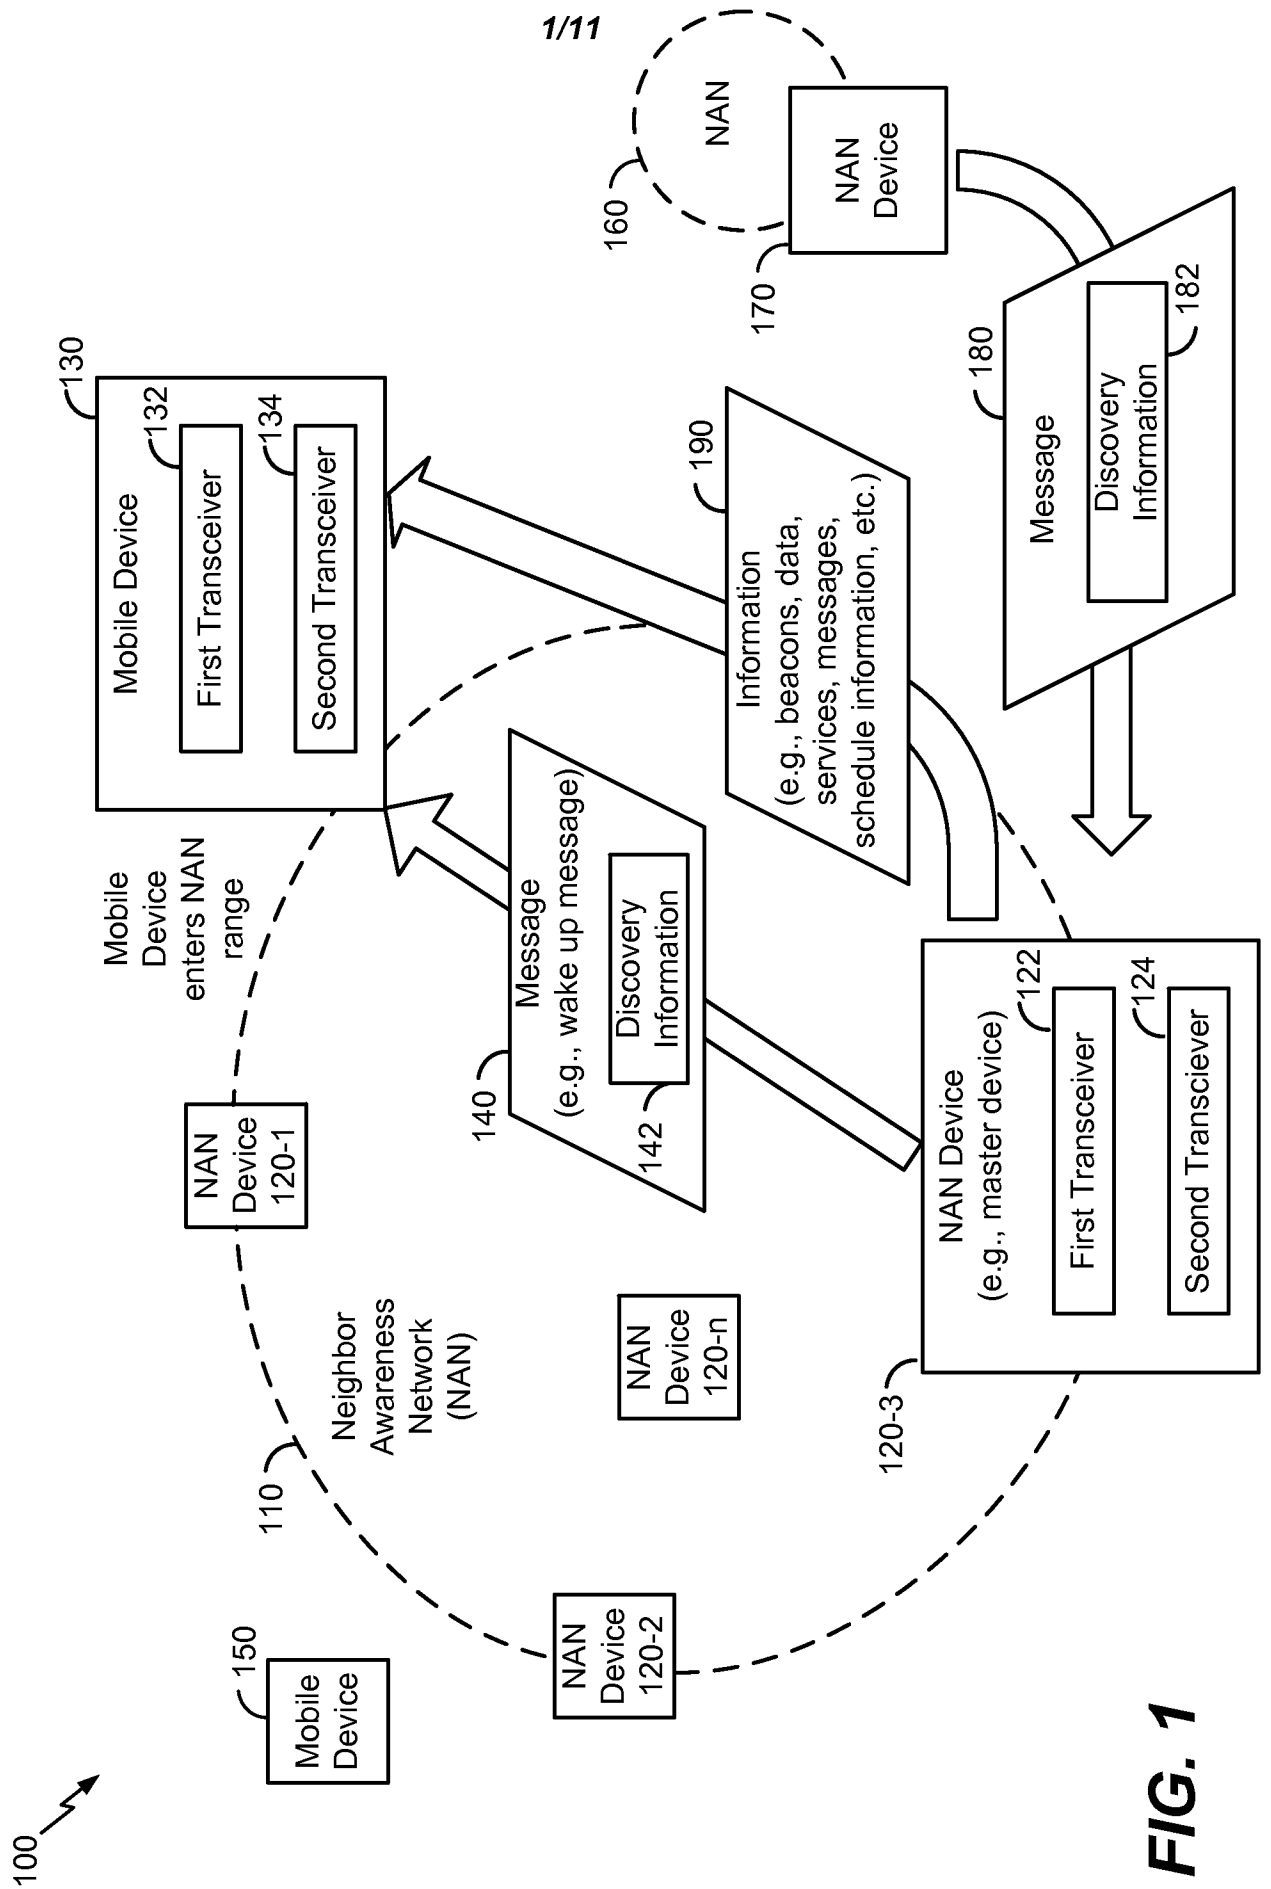 1/11
100
150
Mobile
Device
110
Neighbor
Awareness
Network
(NAN)
NAN
Device
120-1
NAN
Device
120-2
NAN
Device
120-n
Mobile
Device
enters NAN
range
130
Mobile Device
132
First Transceiver
134
Second Transceiver
140
Message
(e.g., wake up message)
Discovery
Information
142
190
Information
(e.g., beacons, data,
services, messages,
schedule information, etc.)
160
NAN
170
NAN
Device
180
Message
Discovery
Information
182
120-3
NAN Device
(e.g., master device)
122
First Transceiver
124
Second Transciever
FIG. 1